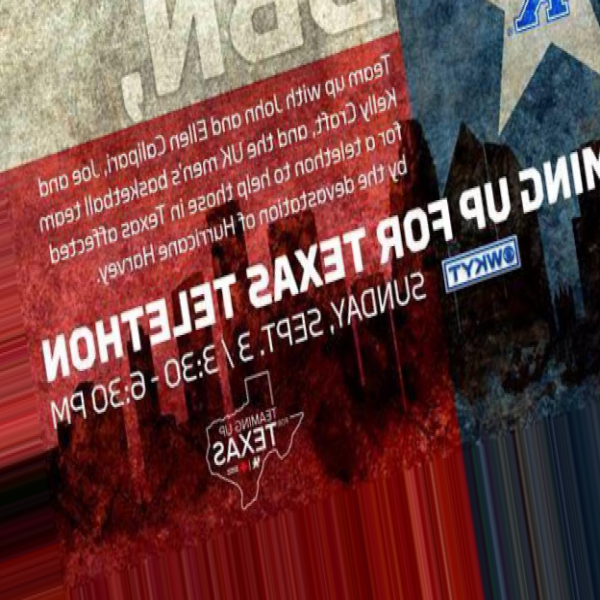 BBN,
Team up with John and Ellen Calipari, Joe and
Kelly Craft, and the UK men's basketball team
for a telethon to help those in Texas affected
by the devastation of Hurricane Harvey.
MING UP FOR TEXAS TELETHON
WKYT
SUNDAY, SEPT. 3 / 3:30 - 6:30 PM
TEAMING UP
FOR
TEXAS